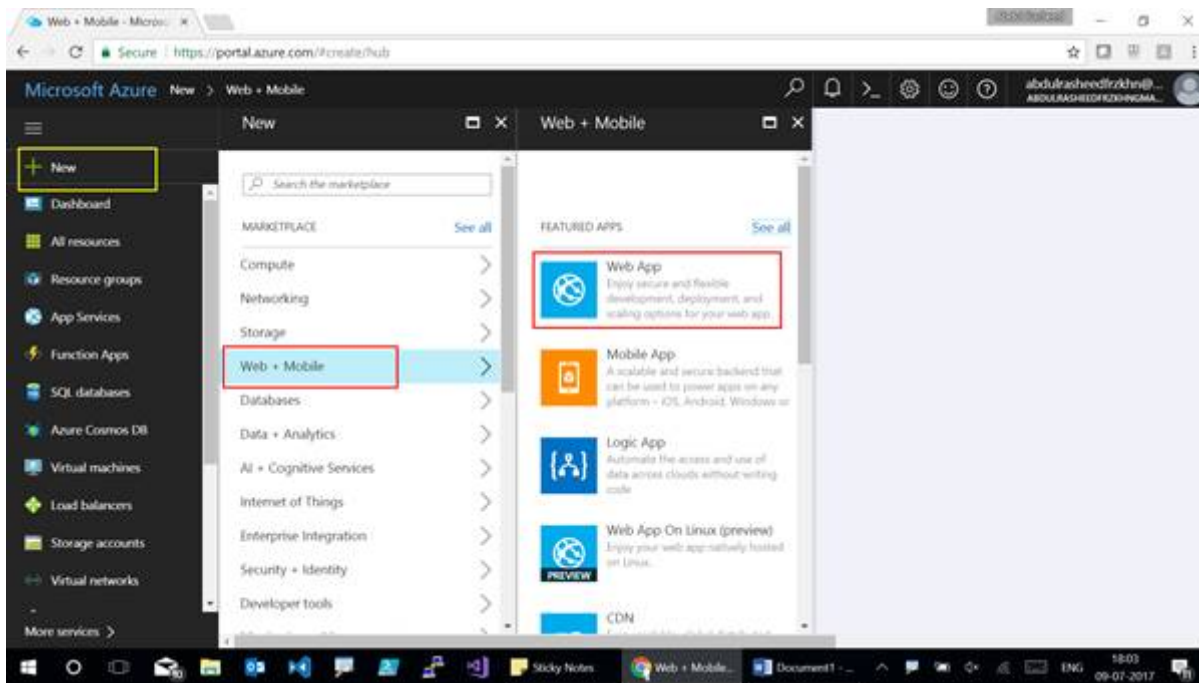 Web + Mobile - Micros
Secure
https://portal.azure.com/#create/hub
Microsoft Azure New > Web + Mobile
abdulrasheedfrzkhn@...
ABDULRASHEEDFRZKHNGMA...
New
Dashboard
All resources
Resource groups
App Services
Function Apps
SQL databases
Azure Cosmos DB
Virtual machines
Load balancers
Storage accounts
Virtual networks
More services >
New
Search the marketplace
MARKETPLACE See all
Compute
Networking
Storage
Web + Mobile
Databases
Data + Analytics
AI + Cognitive Services
Internet of Things
Enterprise Integration
Security + Identity
Developer tools
Web + Mobile
FEATURED APPS See all
Web App
Enjoy secure and flexible
development, deployment, and
scaling options for your web app
Mobile App
A scalable and secure backend that
can be used to power apps on any
platform – iOS, Android, Windows or
Logic App
Automate the access and use of
data across clouds without writing
code
Web App On Linux (preview)
Enjoy your web app natively hosted
on Linux.
PREVIEW
CDN
Sticky Notes
Web + Mobile...
Document1 - ...
ENG
18:03
09-07-2017